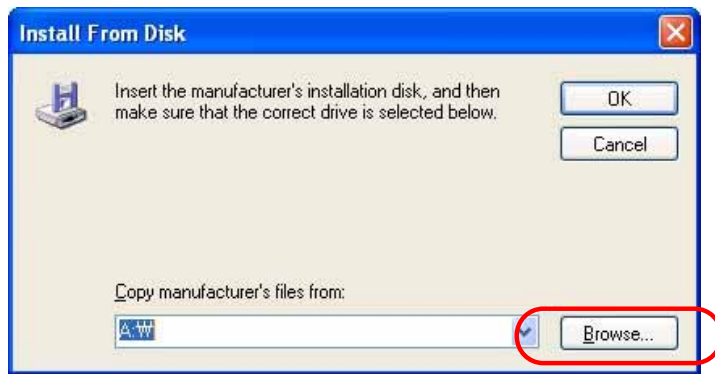 Install From Disk
Insert the manufacturer's installation disk, and then
make sure that the correct drive is selected below.
OK
Cancel
Copy manufacturer's files from:
A:₩
Browse...